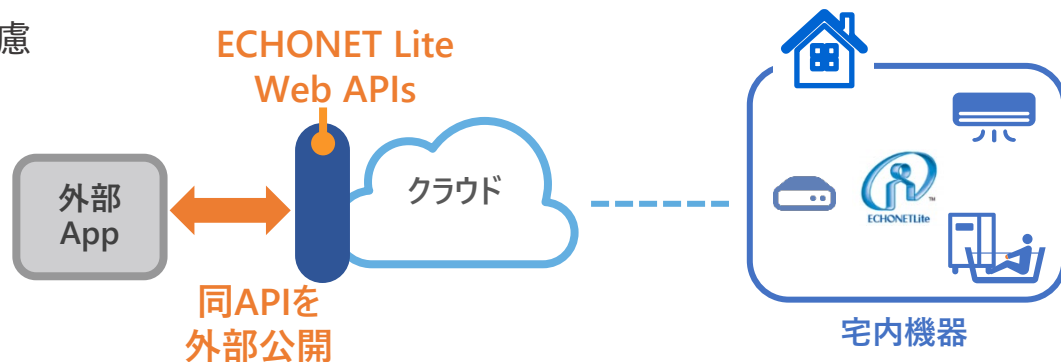 慮
ECHONET Lite
Web APIs
外部
App
クラウド
同APIを
外部公開
TM
ECHONETLite
宅内機器